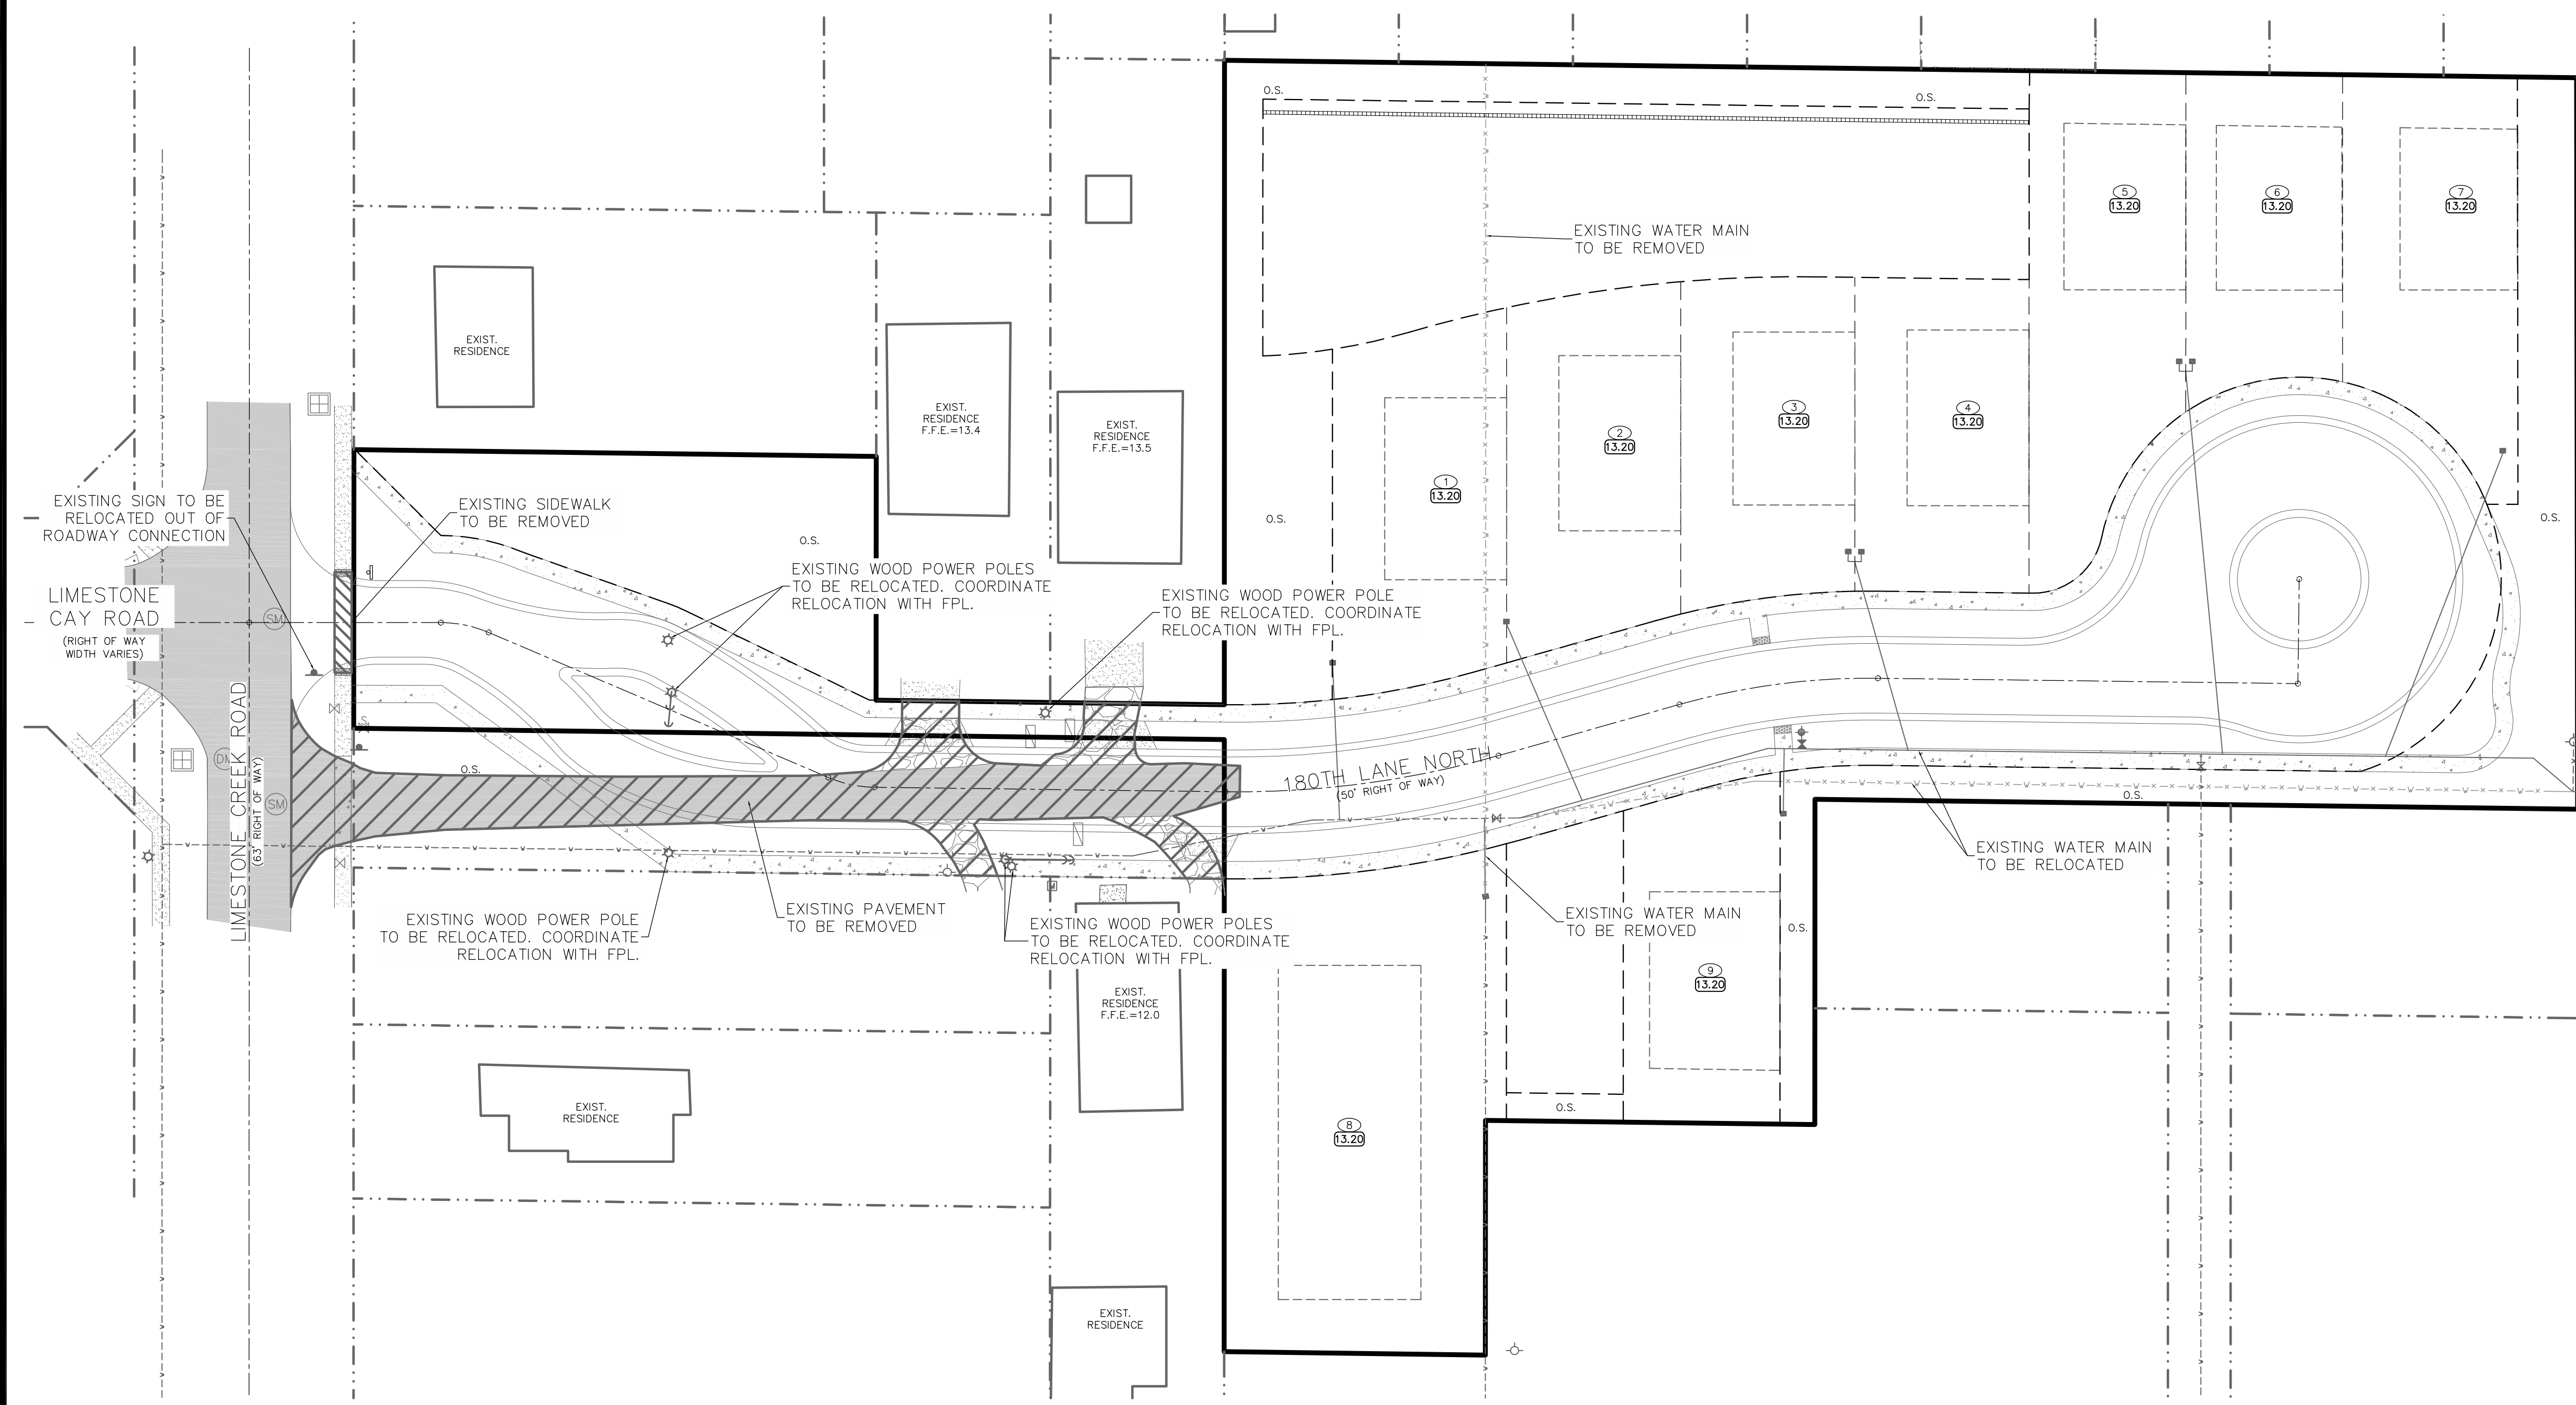 O.S.
O.S.
5
13.20
6
13.20
7
13.20
EXISTING WATER MAIN
TO BE REMOVED
EXIST.
RESIDENCE
EXIST.
RESIDENCE
F.F.E.=13.4
EXIST.
RESIDENCE
F.F.E.=13.5
3
13.20
4
13.20
2
13.20
1
13.20
EXISTING SIGN TO BE
RELOCATED OUT OF
ROADWAY CONNECTION
EXISTING SIDEWALK
TO BE REMOVED
O.S.
O.S.
O.S.
EXISTING WOOD POWER POLES
TO BE RELOCATED. COORDINATE
RELOCATION WITH FPL.
EXISTING WOOD POWER POLE
TO BE RELOCATED. COORDINATE
RELOCATION WITH FPL.
LIMESTONE
CAY ROAD
(RIGHT OF WAY
WIDTH VARIES)
SM
SM
LIMESTONE CREEK ROAD
(63' RIGHT OF WAY)
O.S.
180TH LANE NORTH
(50' RIGHT OF WAY)
O.S.
EXISTING WATER MAIN
TO BE RELOCATED
EXISTING WOOD POWER POLE
TO BE RELOCATED. COORDINATE
RELOCATION WITH FPL.
EXISTING PAVEMENT
TO BE REMOVED
EXISTING WOOD POWER POLES
TO BE RELOCATED. COORDINATE
RELOCATION WITH FPL.
EXISTING WATER MAIN
TO BE REMOVED
O.S.
9
13.20
EXIST.
RESIDENCE
F.F.E.=12.0
EXIST.
RESIDENCE
O.S.
8
13.20
EXIST.
RESIDENCE